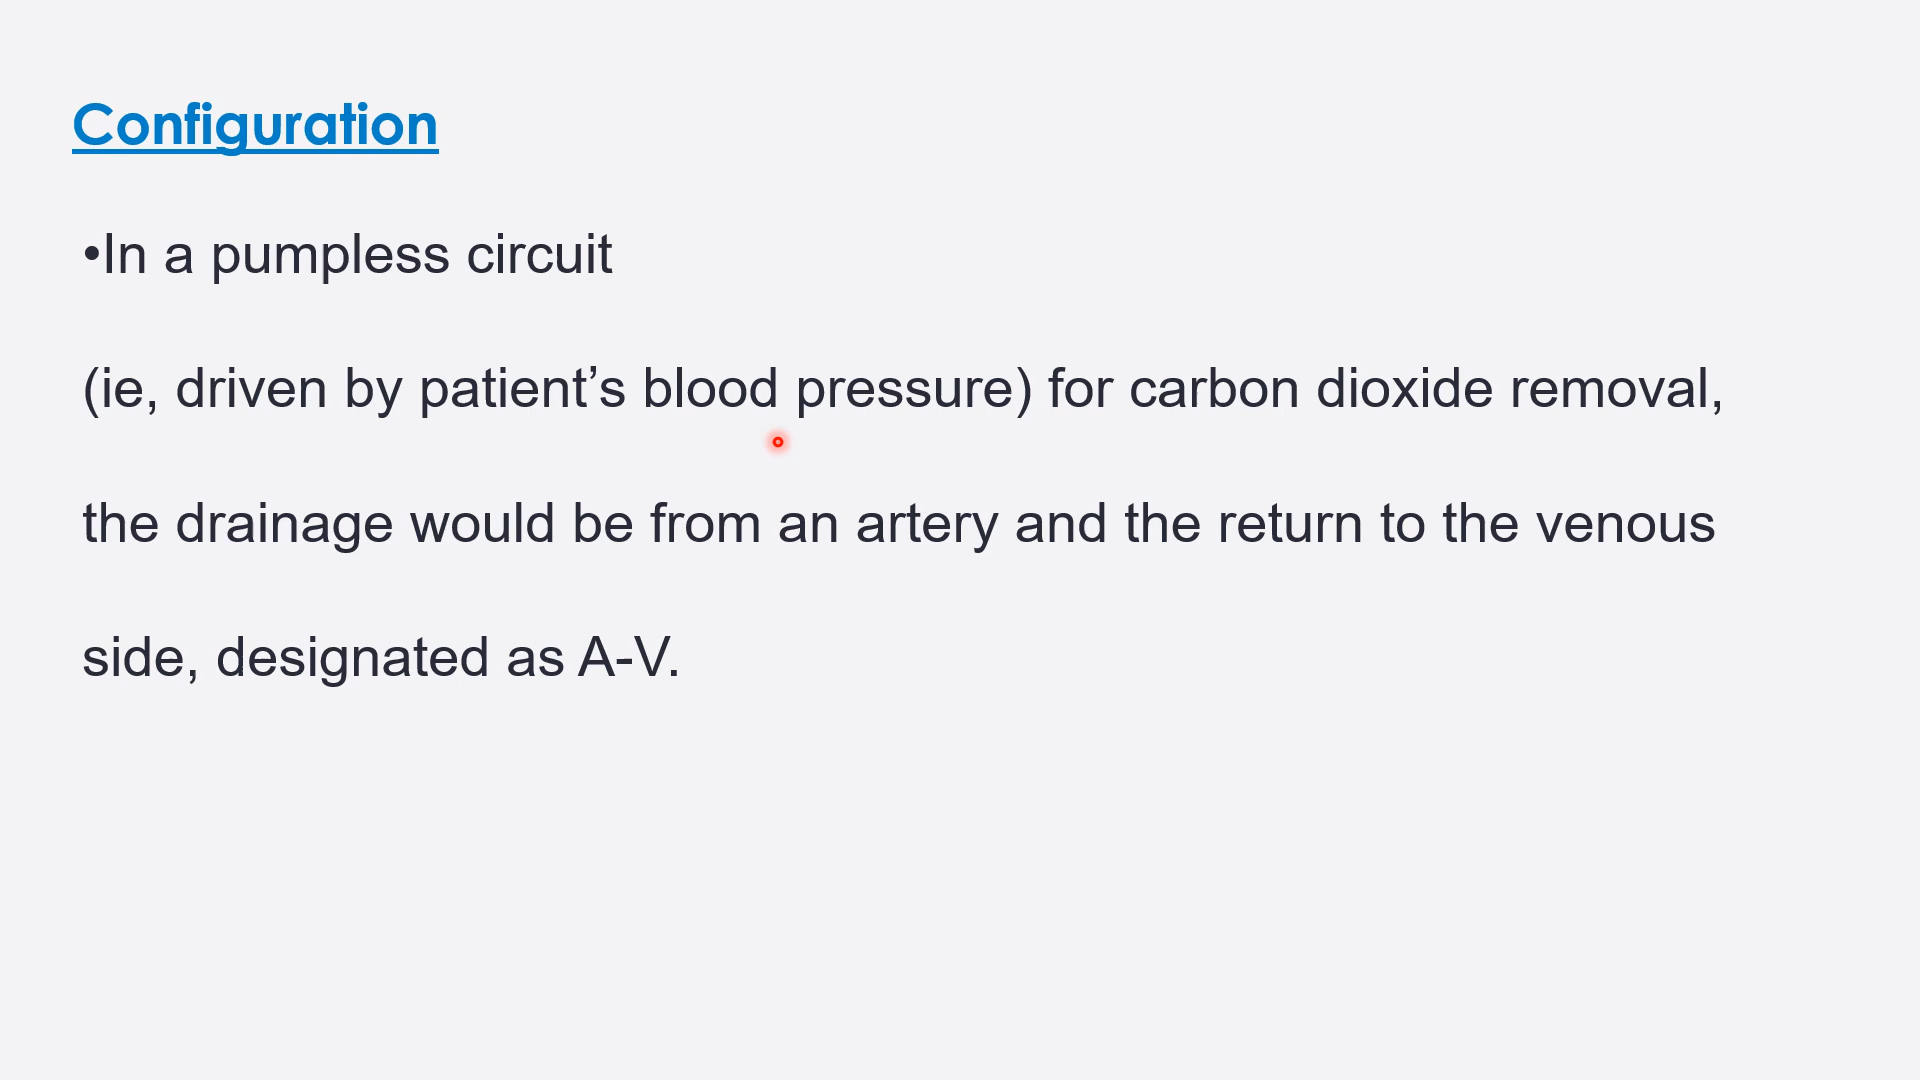 Configuration
•In a pumpless circuit
(ie, driven by patient’s blood pressure) for carbon dioxide removal,
the drainage would be from an artery and the return to the venous
side, designated as A-V.